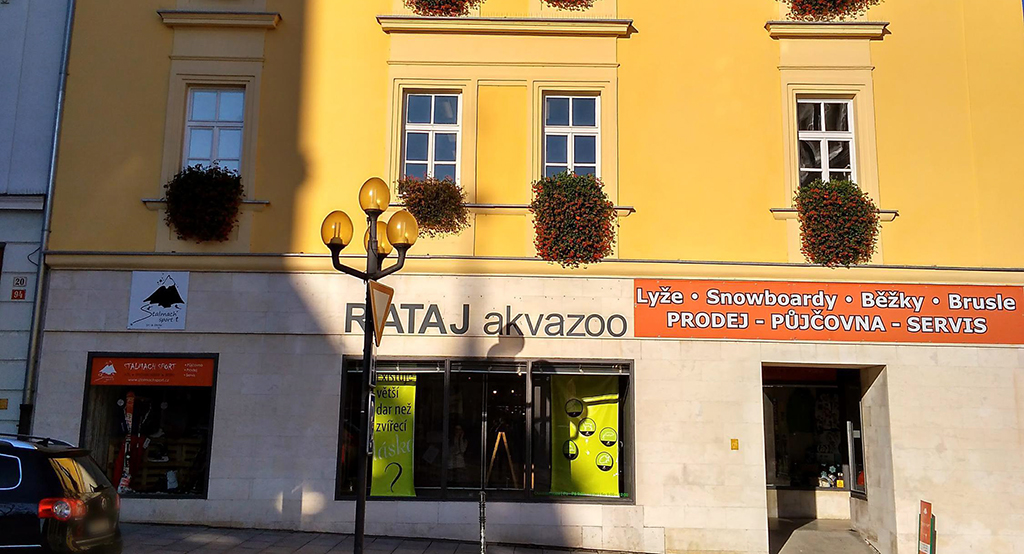 20
94
Stalmach
sport
RATAJ akvazoo
Lyže • Snowboardy • Běžky • Brusle
PRODEJ - PŮJČOVNA - SERVIS
STALMACH SPORT
existuje
větší
dar než
zvířecí
láska
?